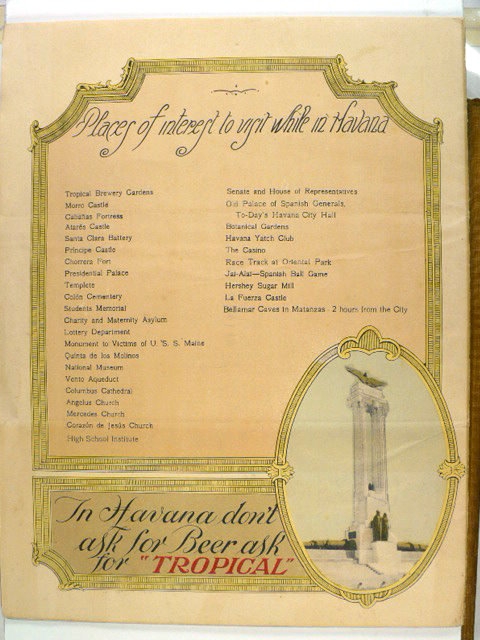 Places of interest to visit while in Havana
Tropical Brewery Gardens
Morro Castle
Cabañas Fortress
Atarés Castle
Santa Clara Battery
Principe Castle
Chorrera Fort
Presidential Palace
Templete
Colón Cementery
Students Memorial
Charity and Maternity Asylum
Lottery Department
Monument to Victims of U. S. S. Maine
Quinta de los Molinos
National Museum
Vento Aqueduct
Columbus Cathedral
Angelus Church
Mercedes Church
Corazón de Jesús Church
High School Institute
Senate and House of Representatives
Old Palace of Spanish Generals,
To-Day's Havana City Hall
Botanical Gardens
Havana Yatch Club
The Casino
Race Track at Oriental Park
Jai-Alai—Spanish Ball Game
Hershey Sugar Mill
La Fuerza Castle
Bellamar Caves in Matanzas 2 hours from the City
In Havana don't
ask for Beer ask
for "TROPICAL"